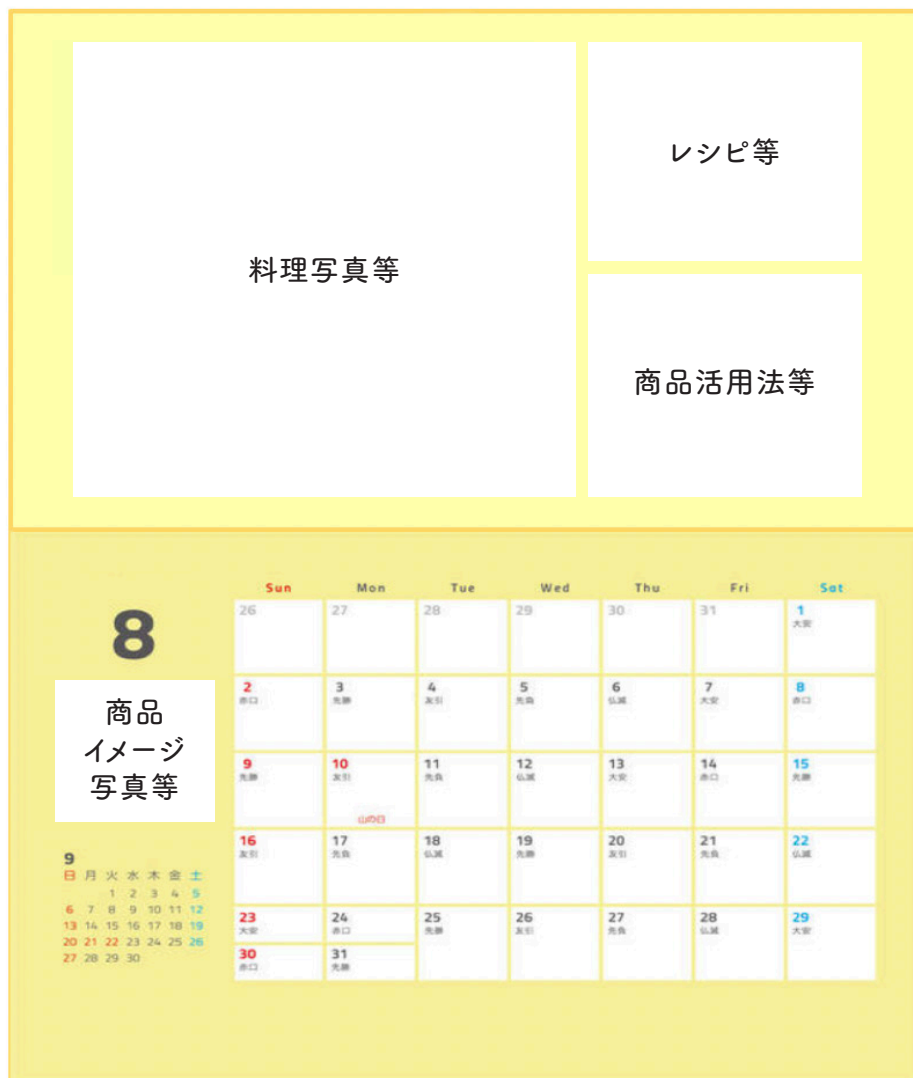 料理写真等
レシピ等
商品活用法等
8
商品
イメージ
写真等
Sun Mon Tue Wed Thu Fri Sat
26 27 28 29 30 31 1
大安
2 3 4 5 6 7 8
赤口 先勝 友引 先負 仏滅 大安 赤口
9 10 11 12 13 14 15
先勝 友引 先負 仏滅 大安 赤口 先勝
山の日
16 17 18 19 20 21 22
友引 先負 仏滅 先勝 友引 先負 仏滅
23 24 25 26 27 28 29
大安 赤口 先勝 友引 先負 仏滅 大安
30 31
赤口 先勝
9
日 月 火 水 木 金 土
1 2 3 4 5
6 7 8 9 10 11 12
13 14 15 16 17 18 19
20 21 22 23 24 25 26
27 28 29 30